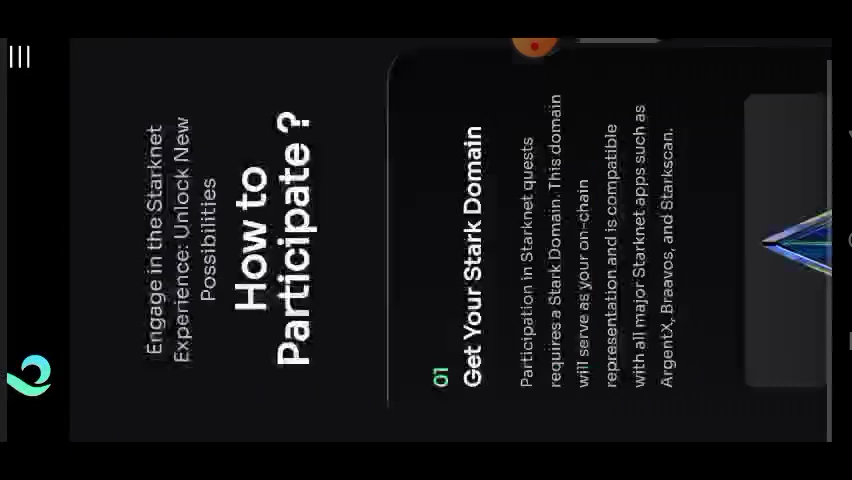 Engage in the Starknet
Experience: Unlock New
Possibilities
How to
Participate ?
01
Get Your Stark Domain
Participation in Starknet quests
requires a Stark Domain. This domain
will serve as your on-chain
representation and is compatible
with all major Starknet apps such as
ArgentX, Braavos, and Starkscan.